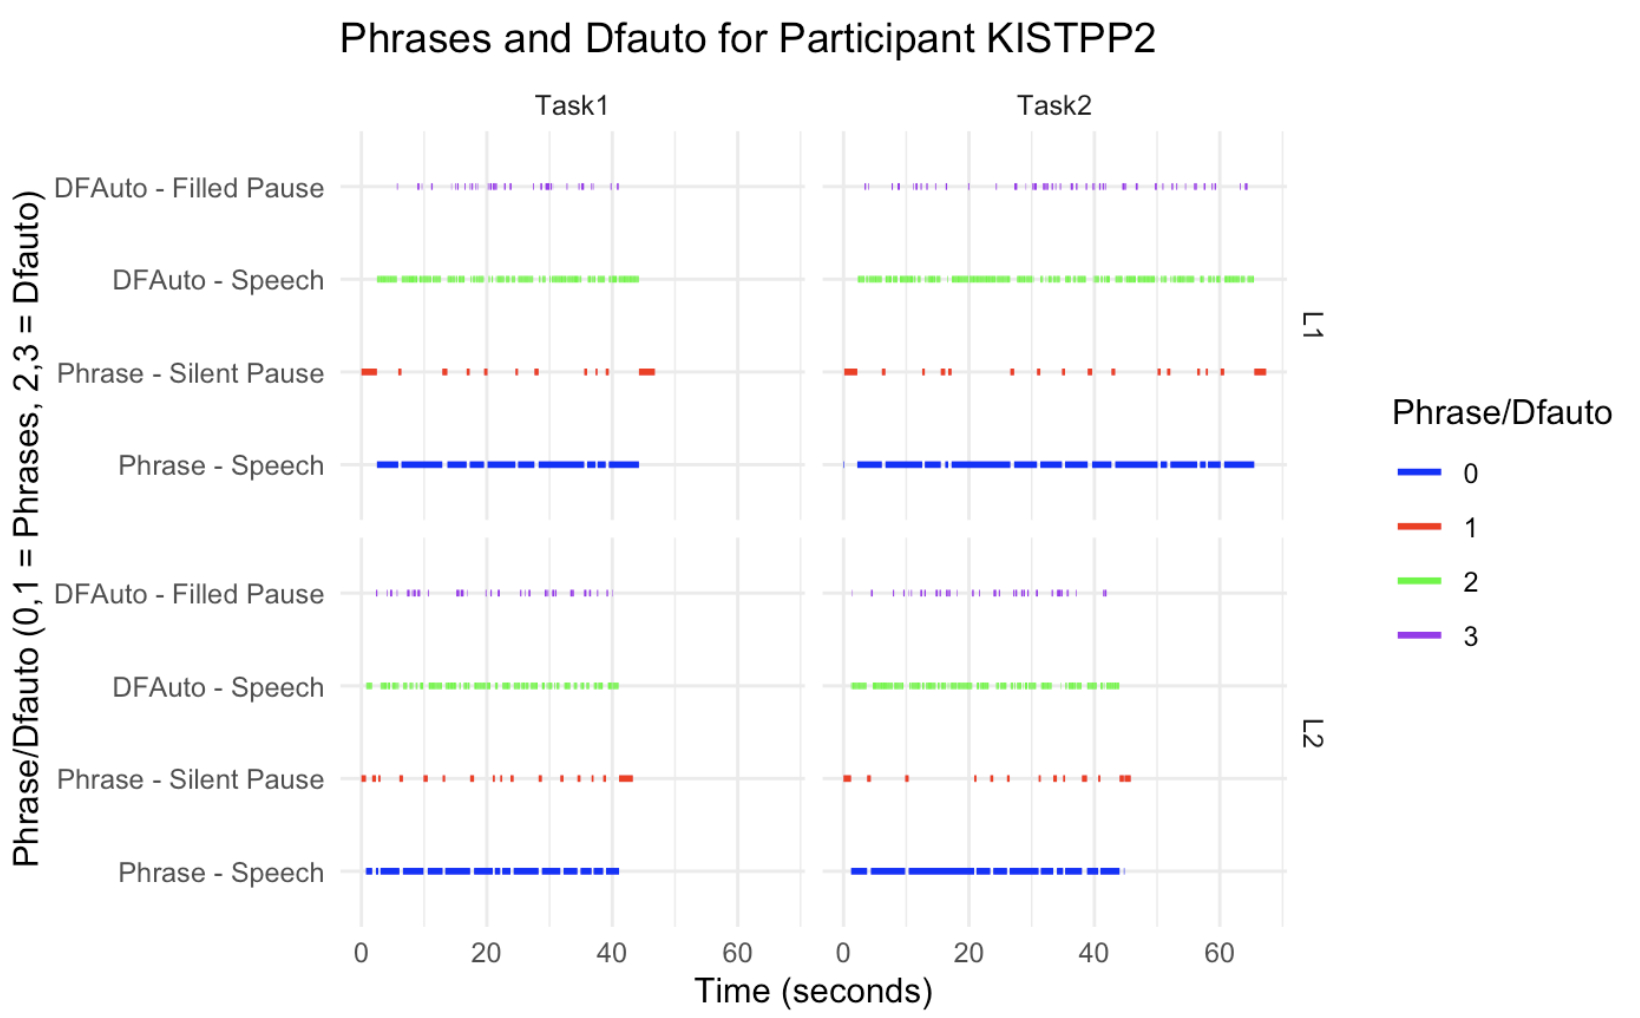 Phrases and Dfauto for Participant KISTPP2
Task1
Task2
Phrase/Dfauto (0,1 = Phrases, 2,3 = Dfauto)
DFAuto - Filled Pause
DFAuto - Speech
Phrase - Silent Pause
Phrase - Speech
L1
DFAuto - Filled Pause
DFAuto - Speech
Phrase - Silent Pause
Phrase - Speech
L2
0 20 40 60
0 20 40 60
Time (seconds)
Phrase/Dfauto
0
1
2
3